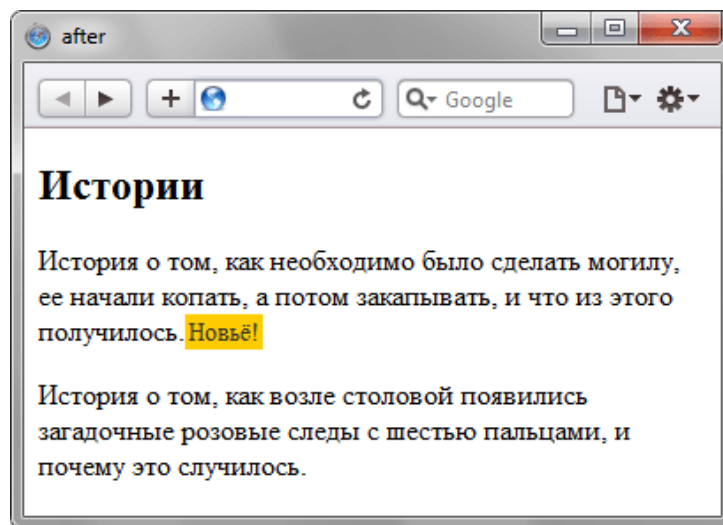 after
Google
Истории
История о том, как необходимо было сделать могилу,
ее начали копать, а потом закапывать, и что из этого
получилось. Новьё!
История о том, как возле столовой появились
загадочные розовые следы с шестью пальцами, и
почему это случилось.